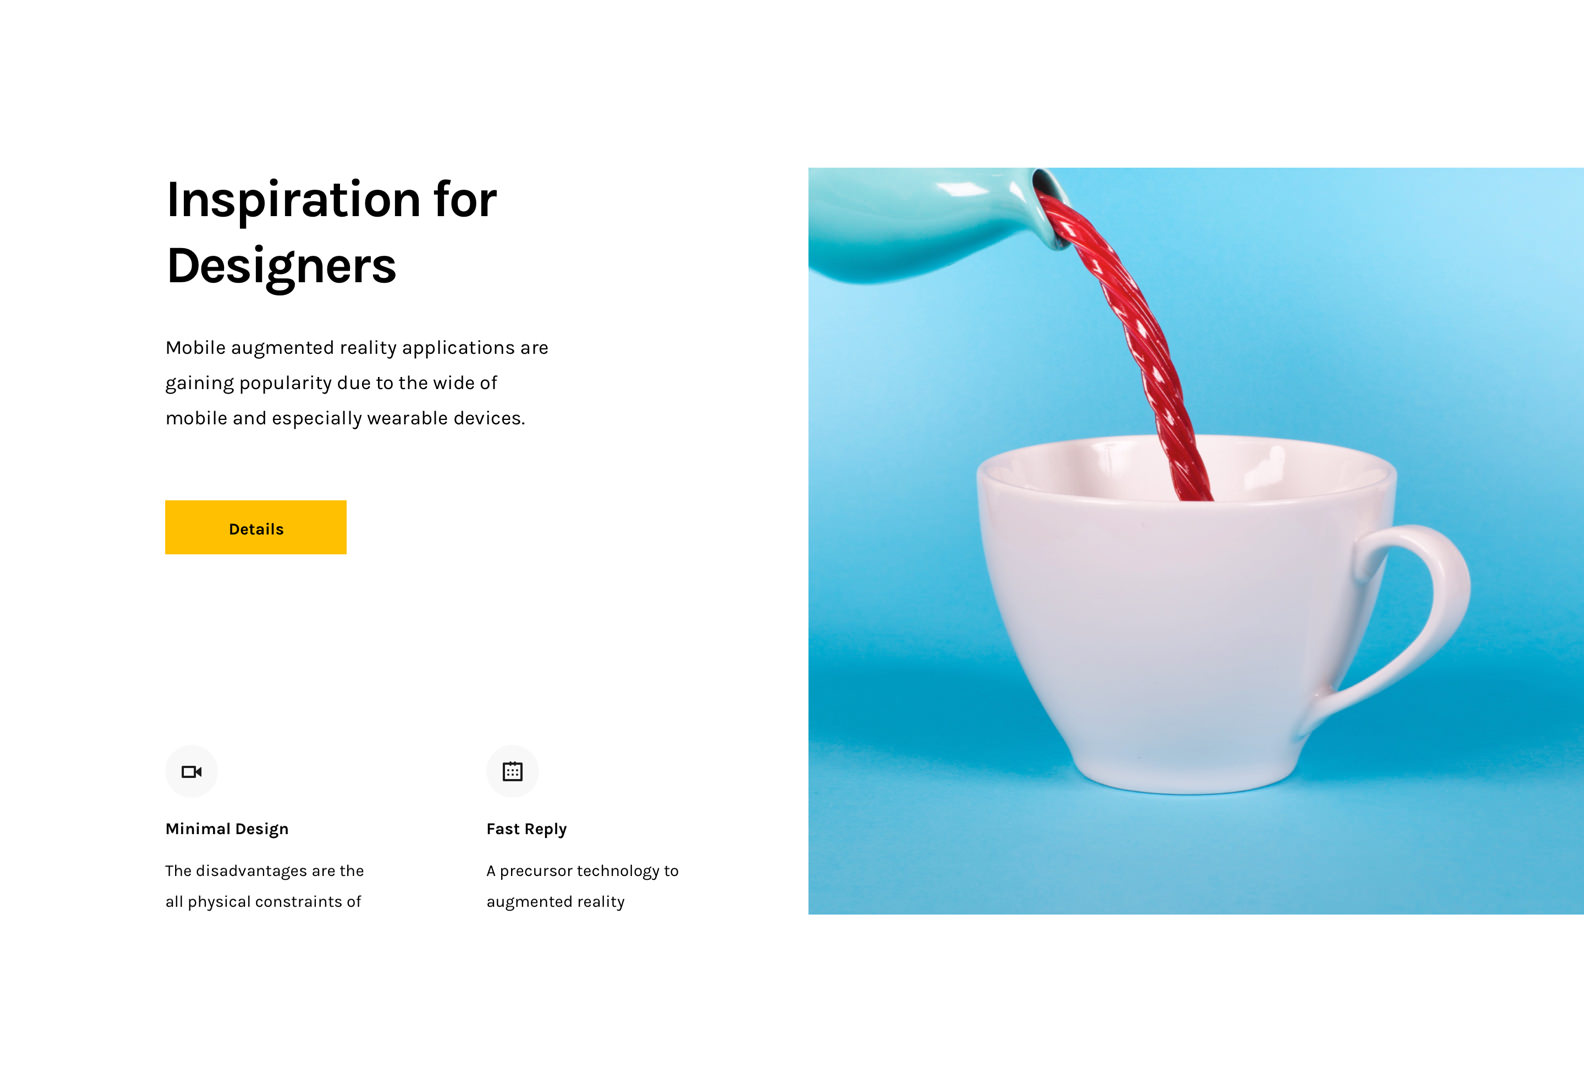 Inspiration for
Designers
Mobile augmented reality applications are
gaining popularity due to the wide of
mobile and especially wearable devices.
Details
Minimal Design
The disadvantages are the
all physical constraints of
Fast Reply
A precursor technology to
augmented reality